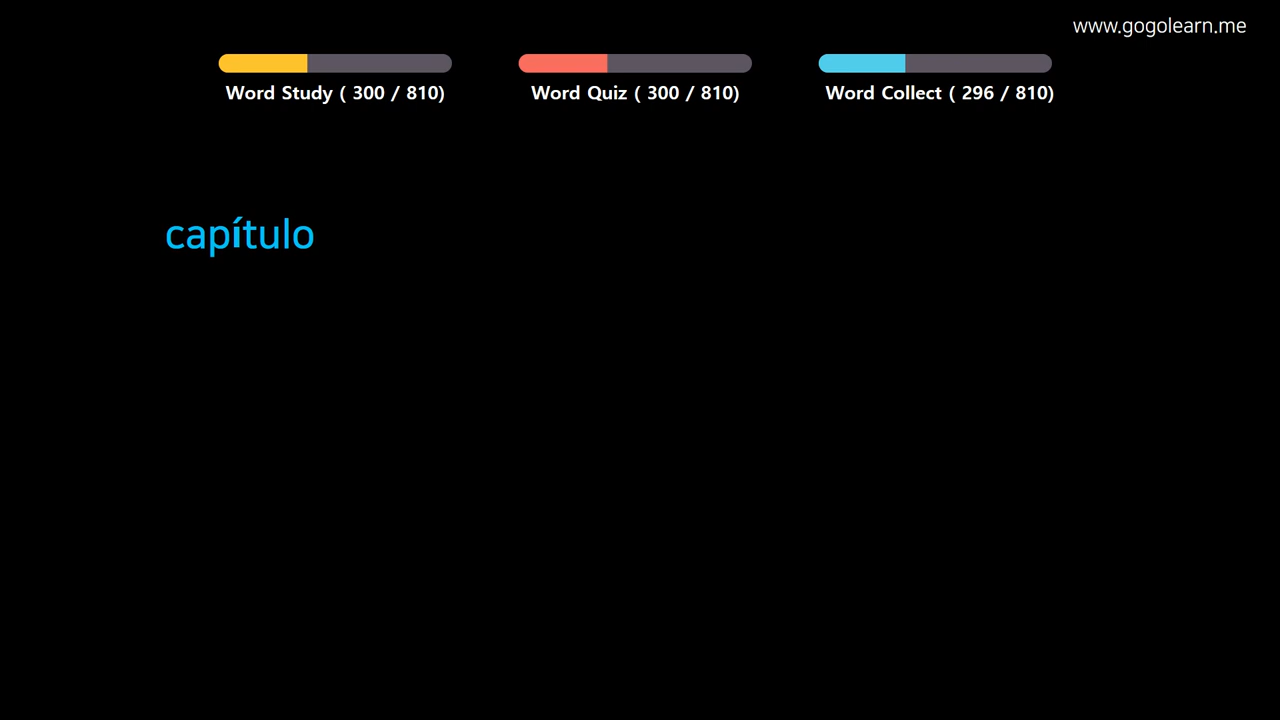 www.gogolearn.me
Word Study ( 300 / 810)
Word Quiz ( 300 / 810)
Word Collect ( 296 / 810)
capítulo